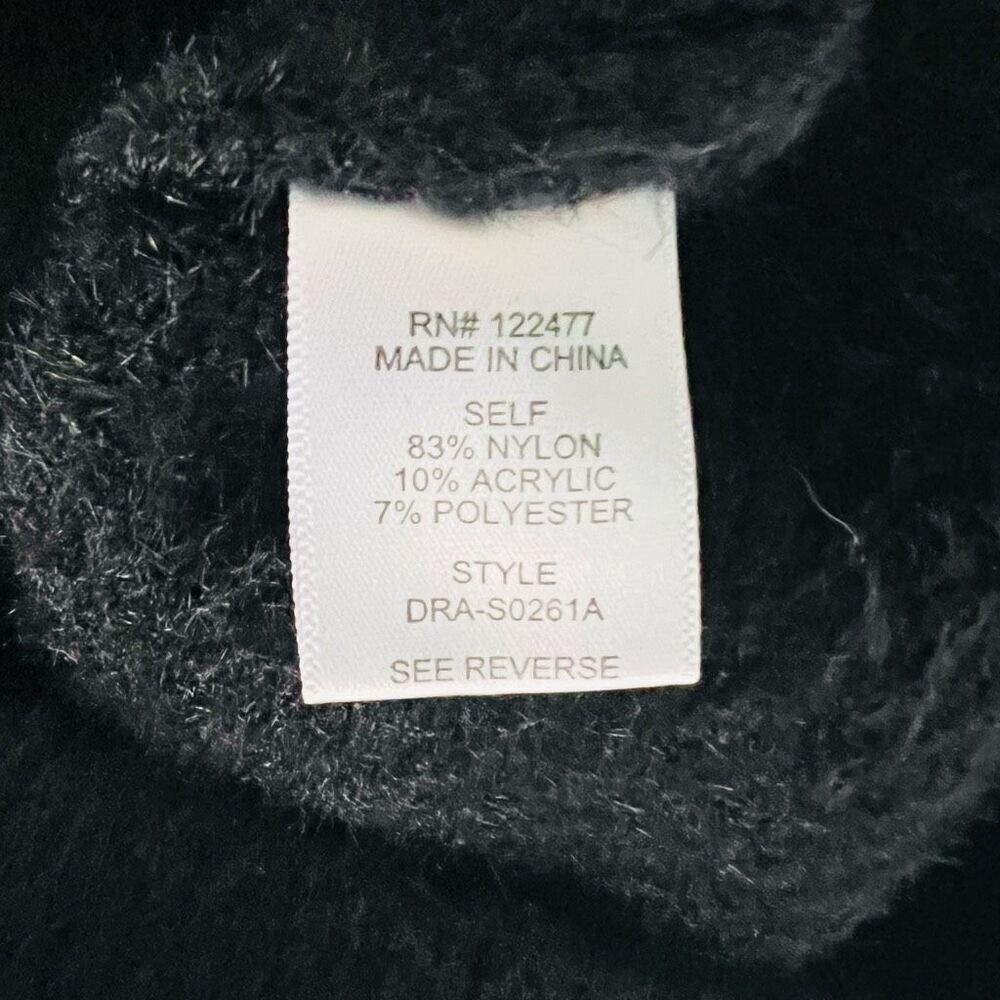 RN# 122477
MADE IN CHINA
SELF
83% NYLON
10% ACRYLIC
7% POLYESTER
STYLE
DRA-S0261A
SEE REVERSE